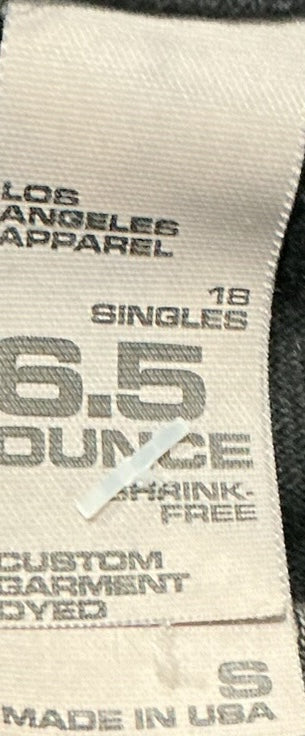 LOS
ANGELES
APPAREL
18
SINGLES
6.5
OUNCE
SHRINK-
FREE
CUSTOM
GARMENT
DYED
S
MADE IN USA